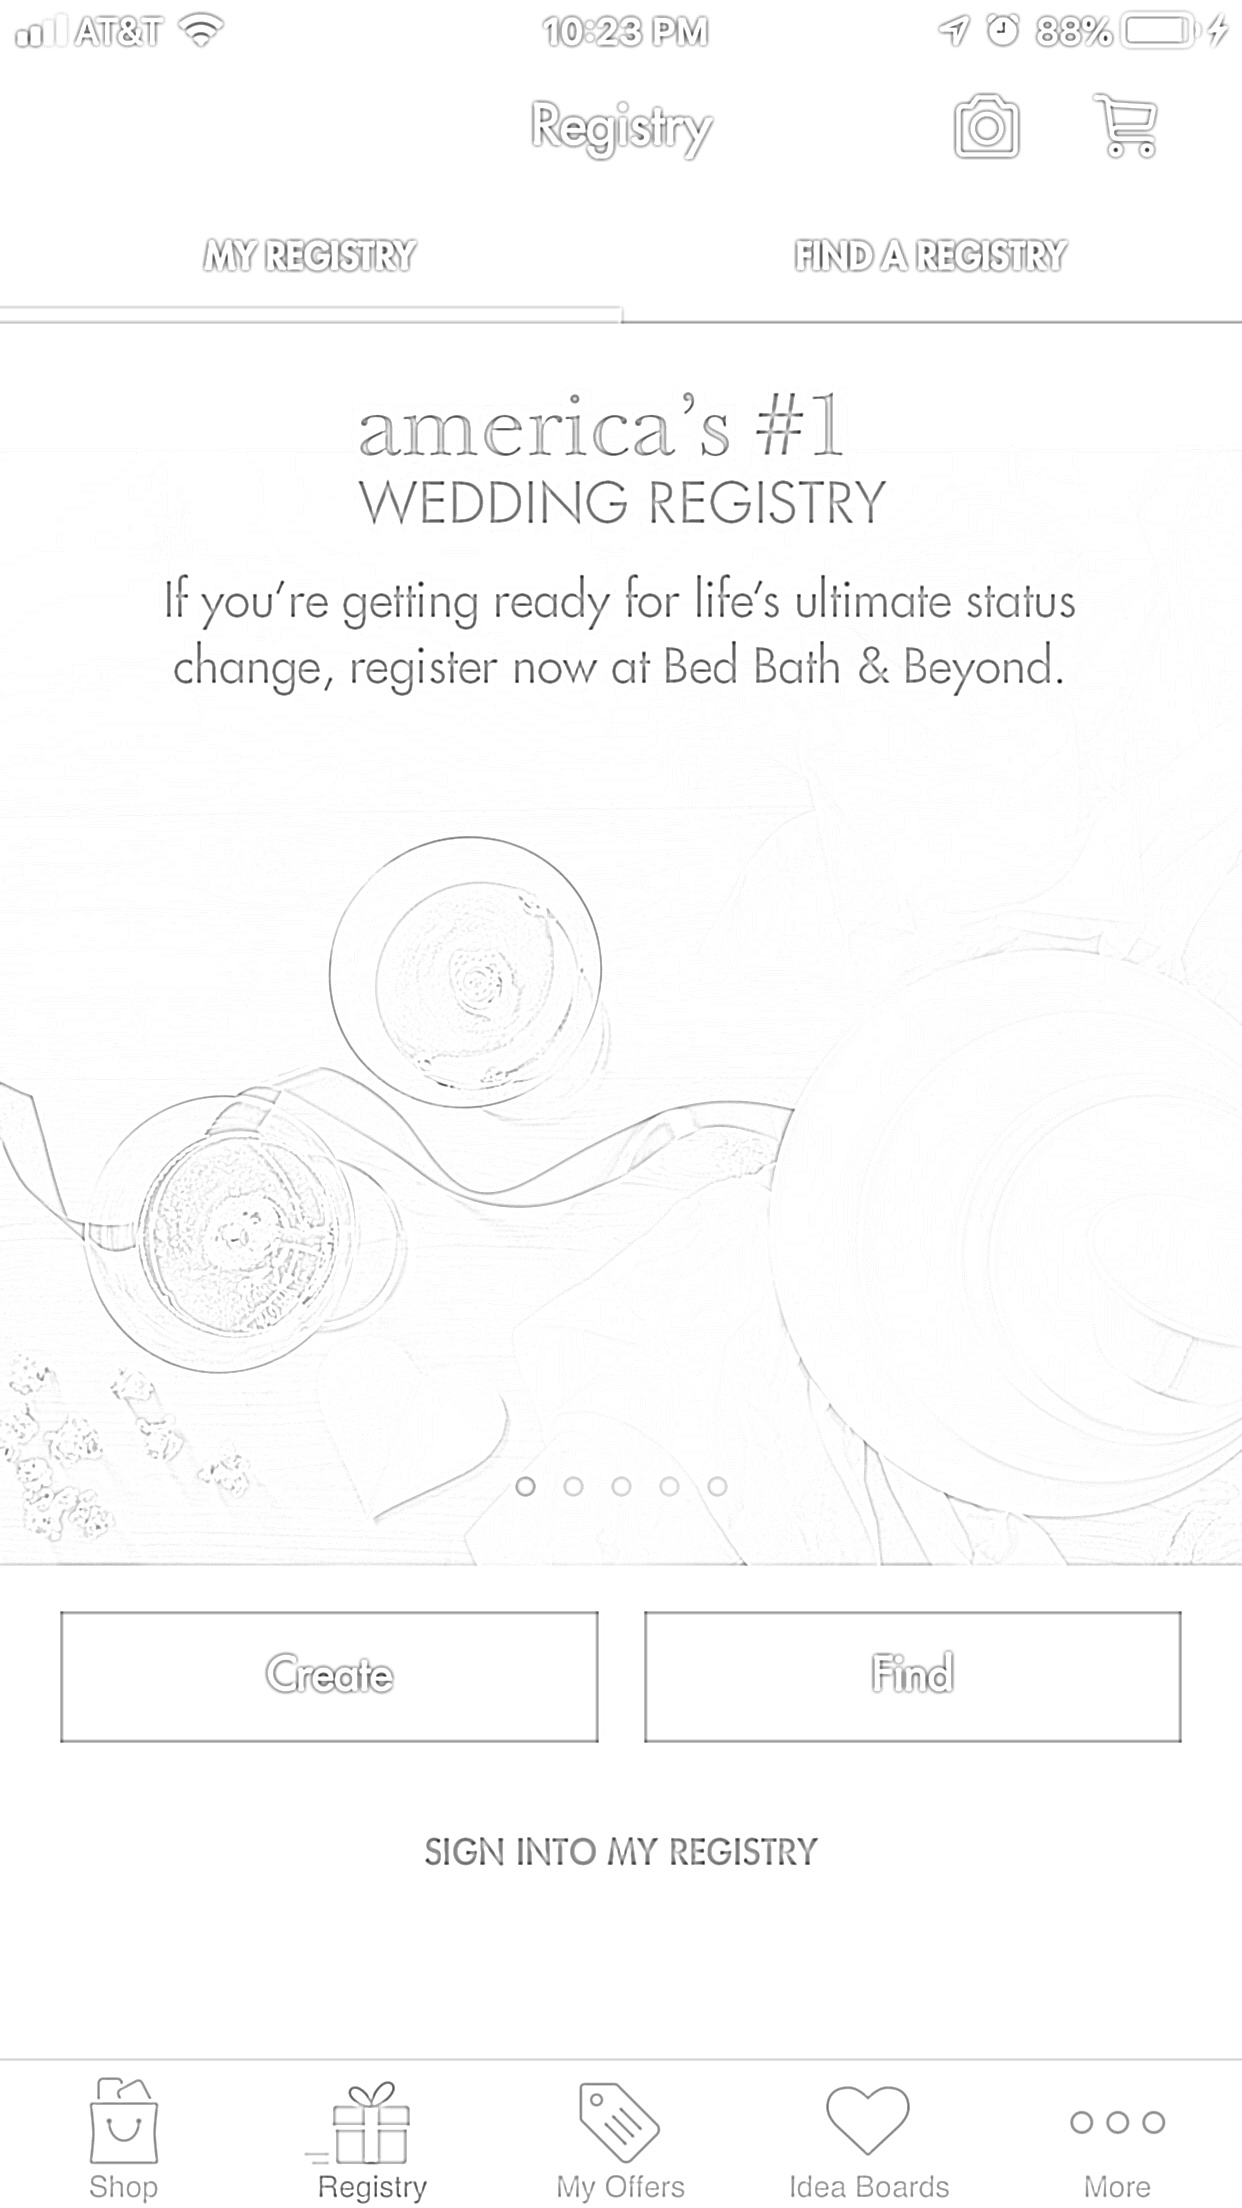 AT&T 10:23 PM 88%
Registry
MY REGISTRY FIND A REGISTRY
america's #1
WEDDING REGISTRY
If you're getting ready for life's ultimate status
change, register now at Bed Bath & Beyond.
Create Find
SIGN INTO MY REGISTRY
Shop Registry My Offers Idea Boards More